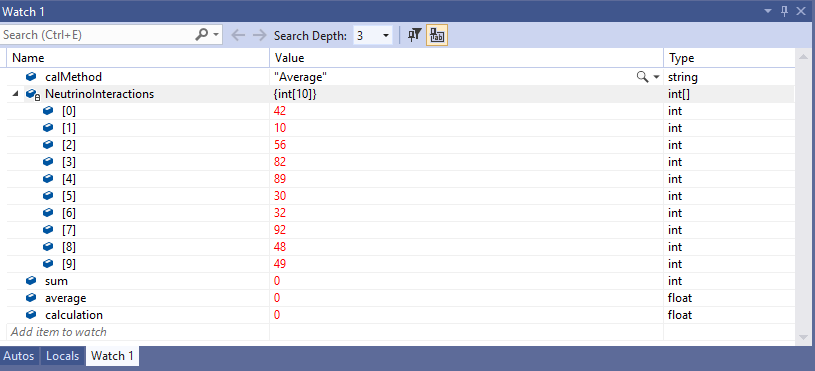 Watch 1
Search (Ctrl+E) Search Depth: 3
Name Value Type
calMethod "Average" string
NeutrinoInteractions {int[10]} int[]
[0] 42 int
[1] 10 int
[2] 56 int
[3] 82 int
[4] 89 int
[5] 30 int
[6] 32 int
[7] 92 int
[8] 48 int
[9] 49 int
sum 0 int
average 0 float
calculation 0 float
Add item to watch
Autos Locals Watch 1